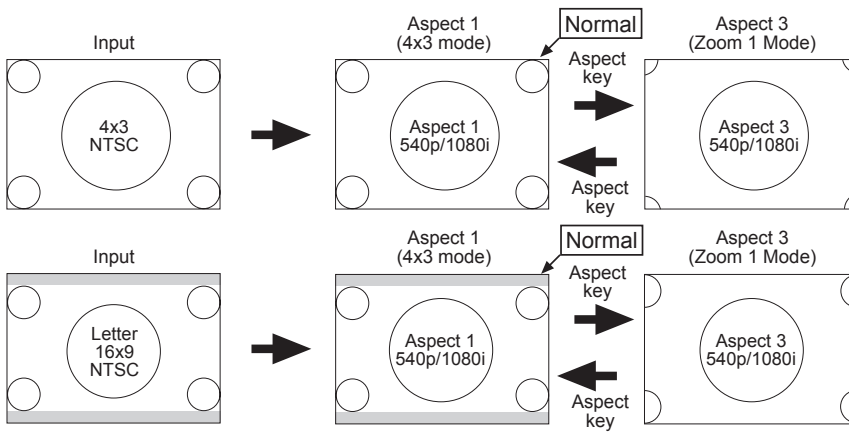 Input
Aspect 1
(4x3 mode)
Normal
Aspect 3
(Zoom 1 Mode)
4x3
NTSC
Aspect 1
540p/1080i
Aspect
key
Aspect
key
Aspect 3
540p/1080i
Input
Aspect 1
(4x3 mode)
Normal
Aspect 3
(Zoom 1 Mode)
Letter
16x9
NTSC
Aspect 1
540p/1080i
Aspect
key
Aspect
key
Aspect 3
540p/1080i